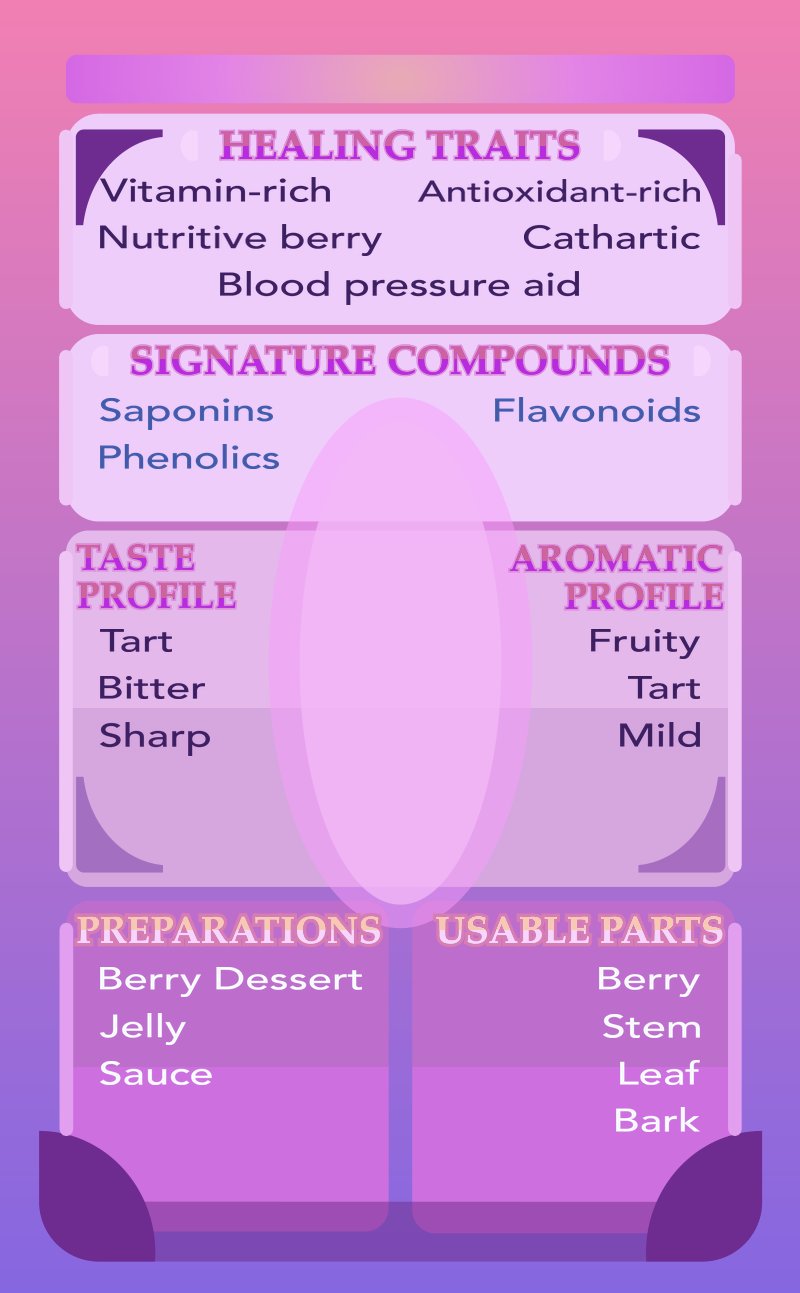 HEALING TRAITS
Vitamin-rich Antioxidant-rich
Nutritive berry Cathartic
Blood pressure aid
SIGNATURE COMPOUNDS
Saponins Flavonoids
Phenolics
TASTE
PROFILE
Tart
Bitter
Sharp
AROMATIC
PROFILE
Fruity
Tart
Mild
PREPARATIONS
Berry Dessert
Jelly
Sauce
USABLE PARTS
Berry
Stem
Leaf
Bark